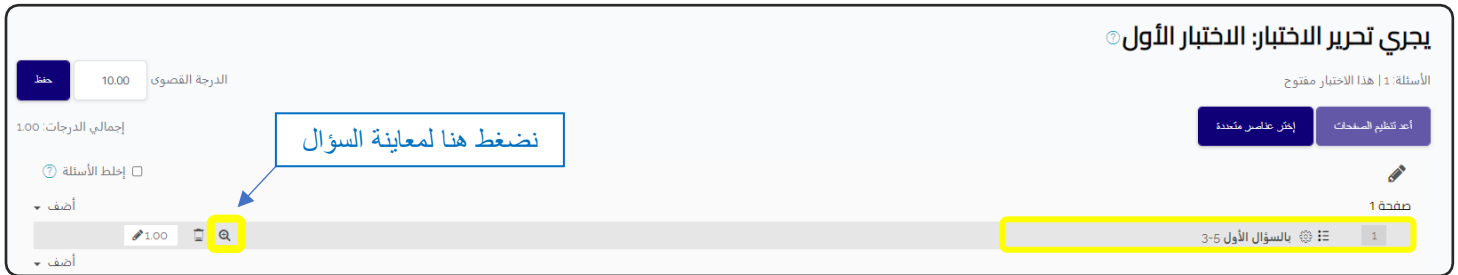 يجري تحرير الاختبار: الاختبار الأول
الأسئلة: 1 | هذا الاختبار مفتوح
الدرجة القصوى 10.00 حفظ
أعد تنظيم الصفحات إختر عناصر متعددة
إجمالي الدرجات: 1.00
نضغط هنا لمعاينة السؤال
إخلط الأسئلة
صفحة 1
أضف
1 بالسؤال الأول 5-3 1.00
أضف